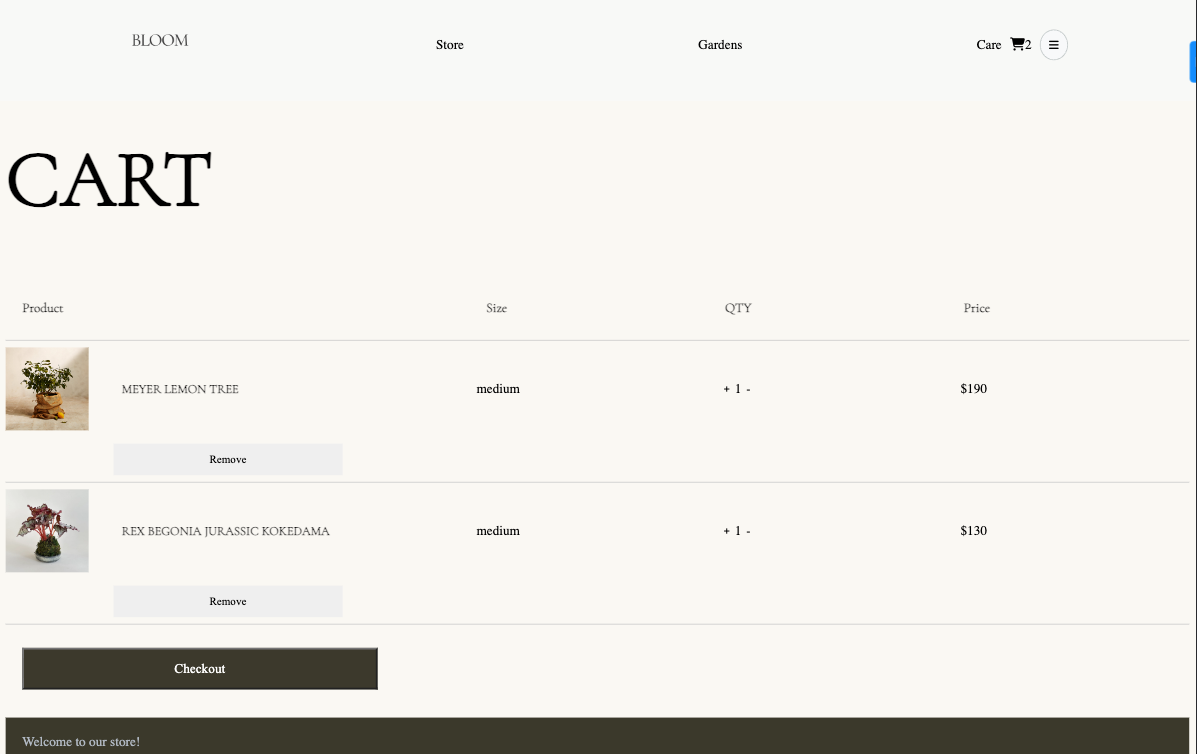 BLOOM Store Gardens Care 2
CART
Product Size QTY Price
MEYER LEMON TREE medium + 1 - $190
Remove
REX BEGONIA JURASSIC KOKEDAMA medium + 1 - $130
Remove
Checkout
Welcome to our store!